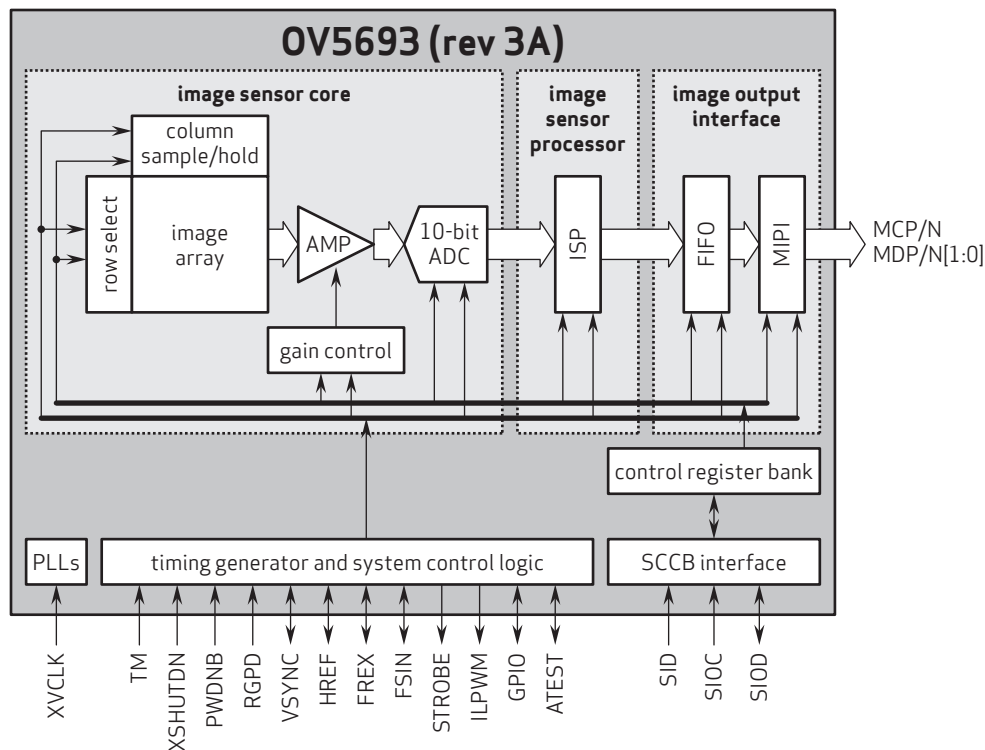 OV5693 (rev 3A)
image sensor core
image
sensor
processor
image output
interface
column
sample/hold
row select
image
array
AMP
10-bit
ADC
ISP
FIFO
MIPI
MCP/N
MDP/N[1:0]
gain control
control register bank
PLLs
timing generator and system control logic
SCCB interface
XVCLK
TM
XSHUTDN
PWDNB
RGPD
VSYNC
HREF
FREX
FSIN
STROBE
ILPWM
GPIO
ATEST
SID
SIOC
SIOD